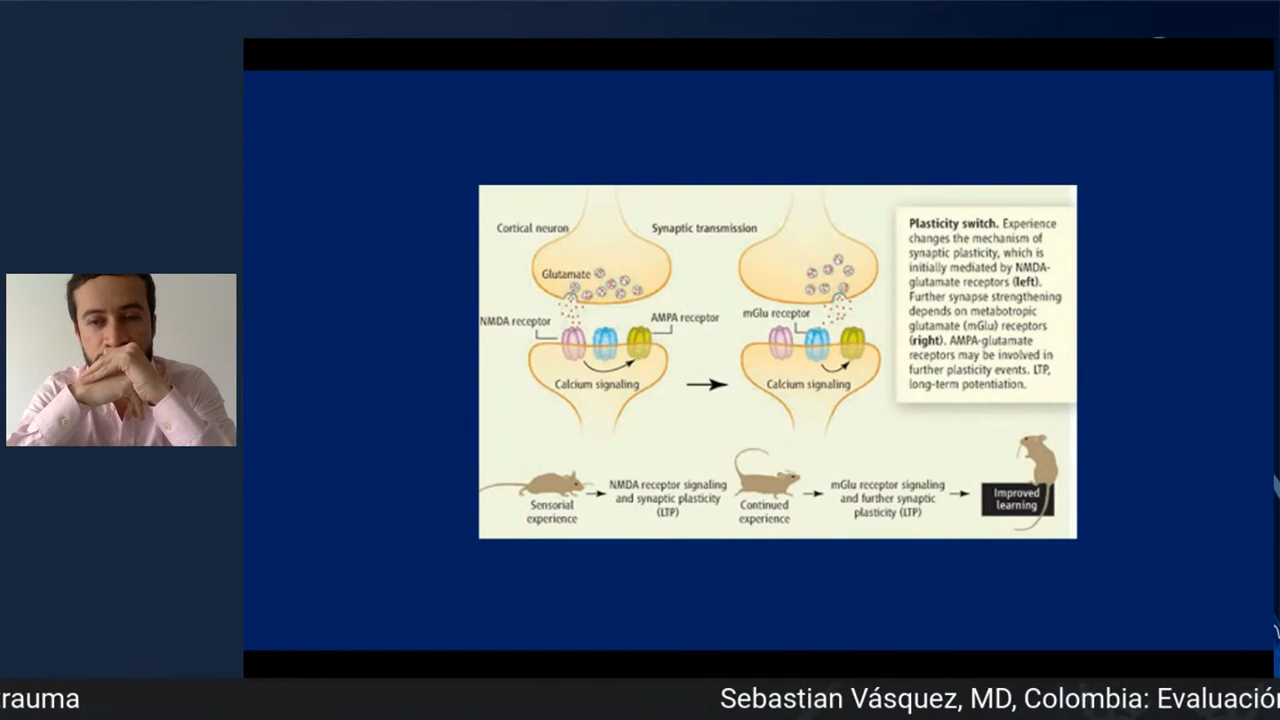 Cortical neuron
Synaptic transmission
Glutamate
NMDA receptor
AMPA receptor
Calcium signaling
mGlu receptor
Calcium signaling
Plasticity switch. Experience
changes the mechanism of
synaptic plasticity, which is
initially mediated by NMDA-
glutamate receptors (left).
Further synapse strengthening
depends on metabotropic
glutamate (mGlu) receptors
(right). AMPA-glutamate
receptors may be involved in
further plasticity events. LTP,
long-term potentiation.
Sensorial
experience
NMDA receptor signaling
and synaptic plasticity
(LTP)
Continued
experience
mGlu receptor signaling
and further synaptic
plasticity (LTP)
Improved
learning
rauma
Sebastian Vásquez, MD, Colombia: Evaluación